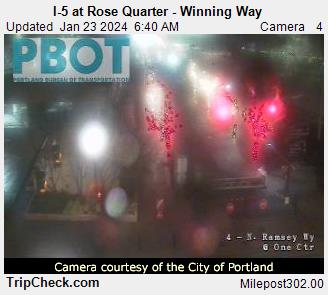 I-5 at Rose Quarter - Winning Way
Updated Jan 23 2024 6:40 AM Camera 4
PBOT
PORTLAND BUREAU OF TRANSPORTATION
4 - N. Ramsey Wy
@ One Ctr
Camera courtesy of the City of Portland
TripCheck.com Milepost302.00